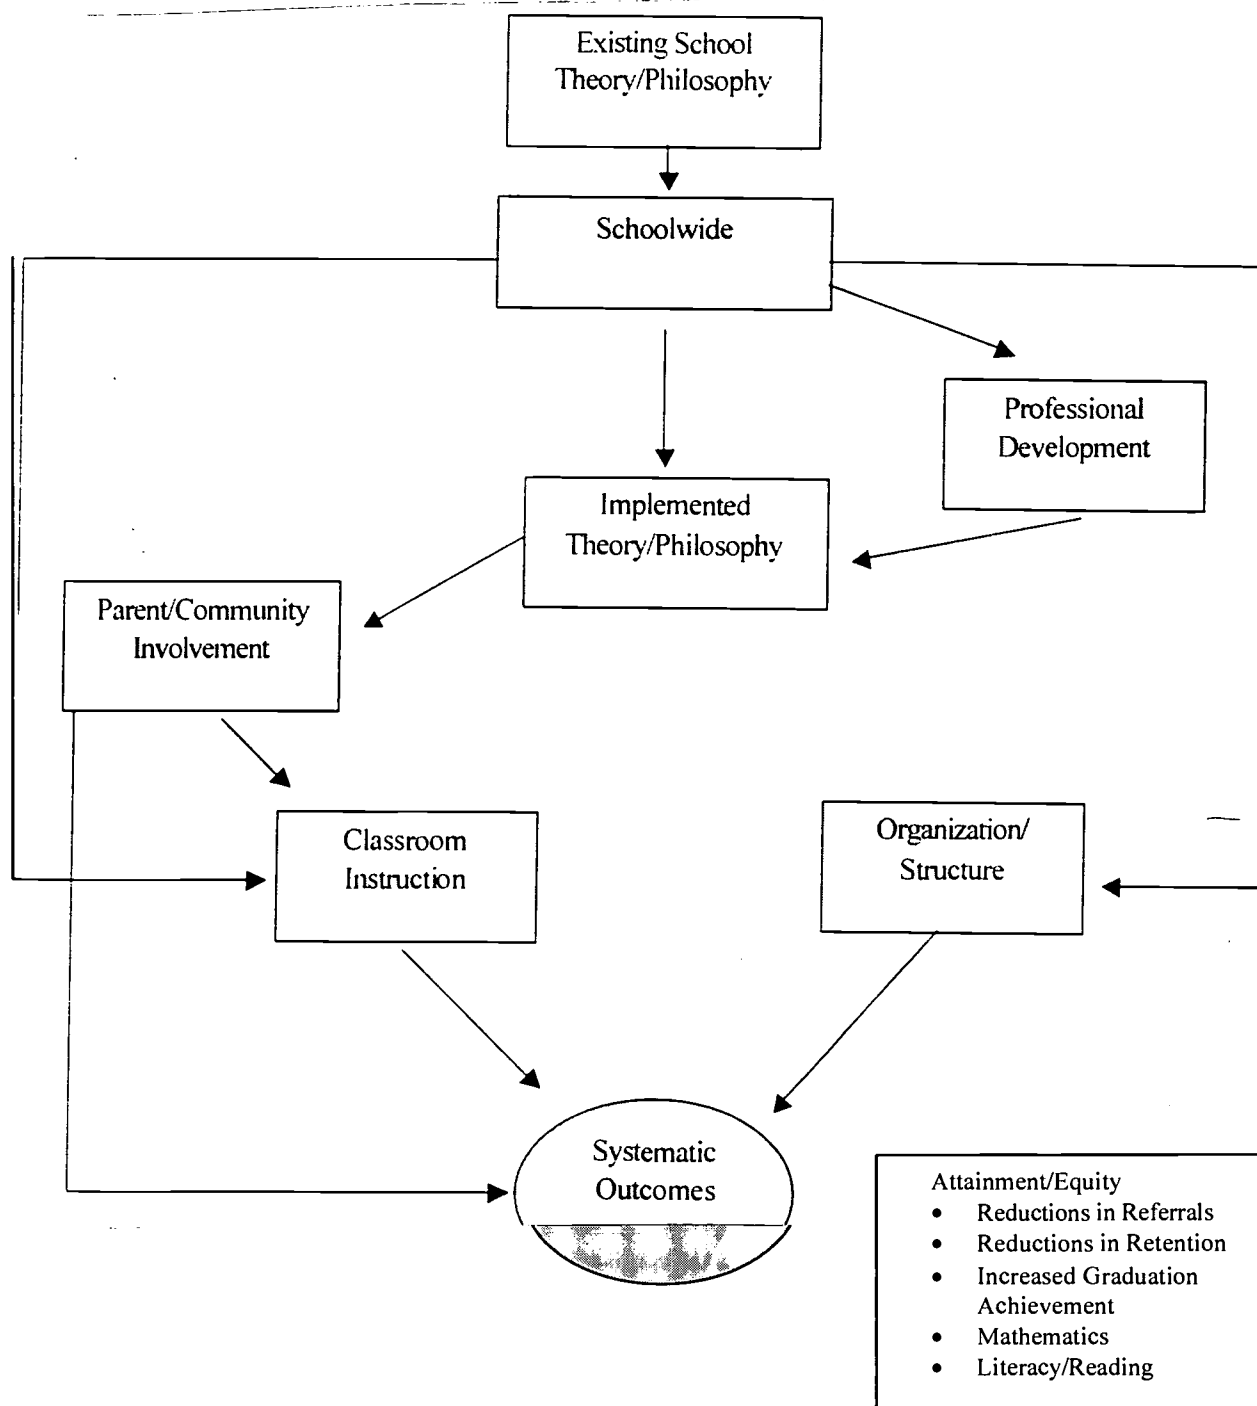 Existing School
Theory/Philosophy
Schoolwide
Professional
Development
Implemented
Theory/Philosophy
Parent/Community
Involvement
Classroom
Instruction
Organization/
Structure
Systematic
Outcomes
Attainment/Equity
• Reductions in Referrals
• Reductions in Retention
• Increased Graduation
Achievement
• Mathematics
• Literacy/Reading